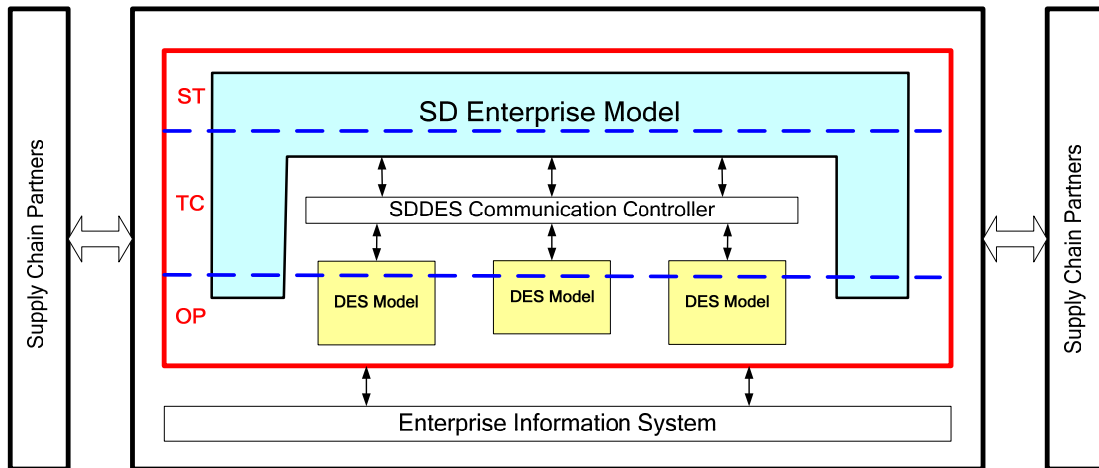 Supply Chain Partners
ST
SD Enterprise Model
TC
SDDES Communication Controller
DES Model
DES Model
DES Model
OP
Enterprise Information System
Supply Chain Partners